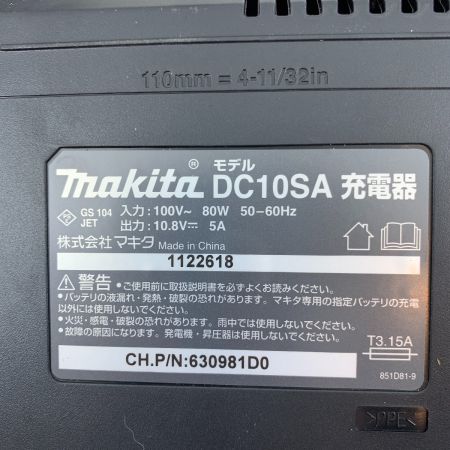 110mm = 4-11/32in
makita® モデル DC10SA 充電器
PSE GS 104 JET 入力:100V~ 80W 50-60Hz
出力:10.8V⎓ 5A
株式会社マキタ Made in China
1122618
警告 •ご使用前に取扱説明書を必ずよくお読みください。
•バッテリの液漏れ・発熱・破裂の恐れがあります。マキタ専用の指定バッテリの充電
以外には使用しないでください。
•火災・感電・破裂の恐れがあります。雨中では使用しないでください。
•故障の原因になります。発電機・昇圧器は使用しないでください。
T3.15A
CH.P/N:630981D0
851D81-9
>PPE<